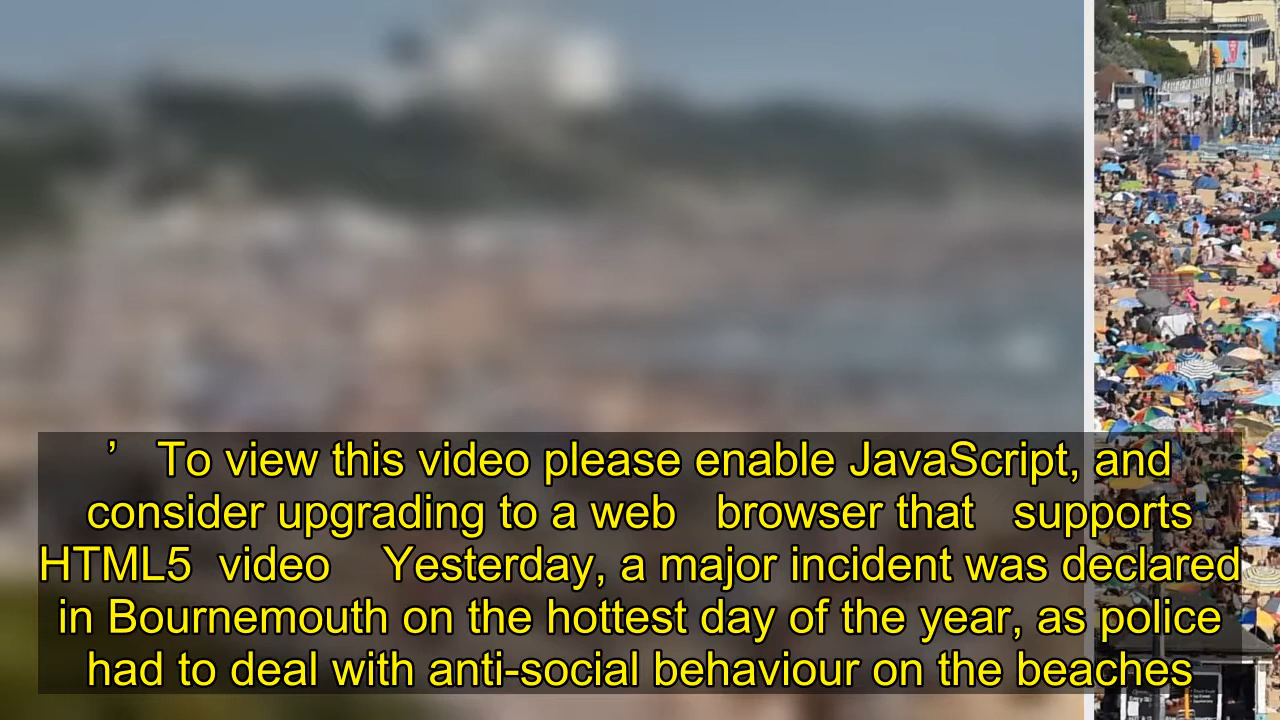 ’ To view this video please enable JavaScript, and
consider upgrading to a web browser that supports
HTML5 video Yesterday, a major incident was declared
in Bournemouth on the hottest day of the year, as police
had to deal with anti-social behaviour on the beaches